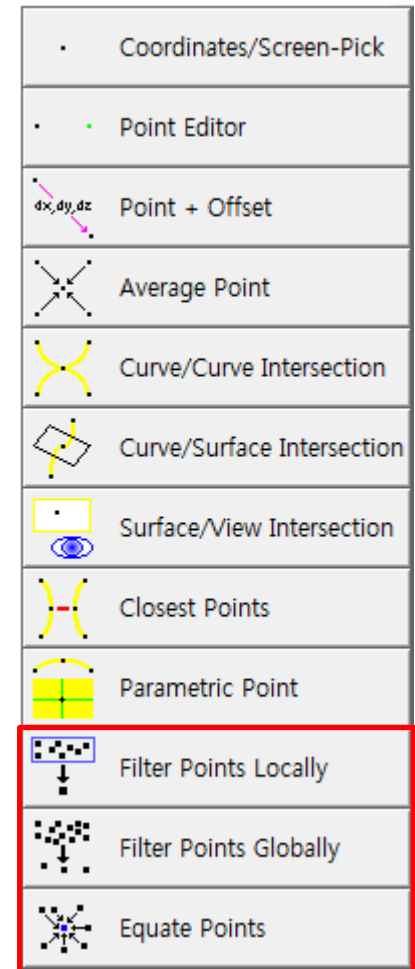 Coordinates/Screen-Pick
Point Editor
dx,dy,dz Point + Offset
Average Point
Curve/Curve Intersection
Curve/Surface Intersection
Surface/View Intersection
Closest Points
Parametric Point
Filter Points Locally
Filter Points Globally
Equate Points